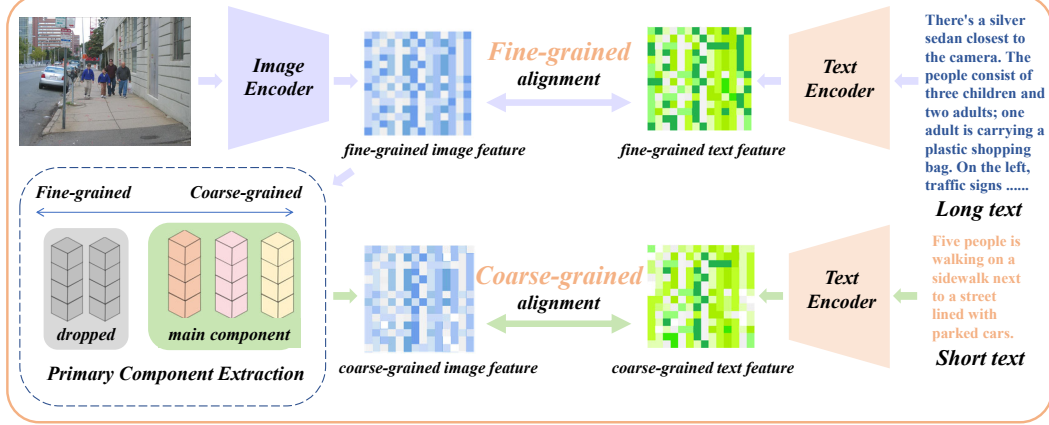 Image
Encoder
fine-grained image feature
Fine-grained
alignment
fine-grained text feature
Text
Encoder
There's a silver
sedan closest to
the camera. The
people consist of
three children and
two adults; one
adult is carrying a
plastic shopping
bag. On the left,
traffic signs ......
Long text
Fine-grained
Coarse-grained
dropped
main component
Primary Component Extraction
coarse-grained image feature
Coarse-grained
alignment
coarse-grained text feature
Text
Encoder
Five people is
walking on a
sidewalk next
to a street
lined with
parked cars.
Short text